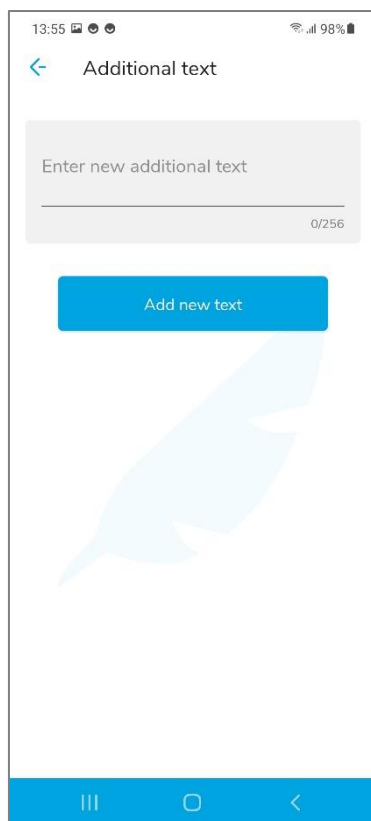 13:55 98%
Additional text
Enter new additional text
0/256
Add new text